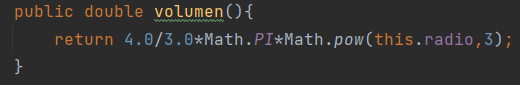 public double volumen(){
return 4.0/3.0*Math.PI*Math.pow(this.radio,3);
}